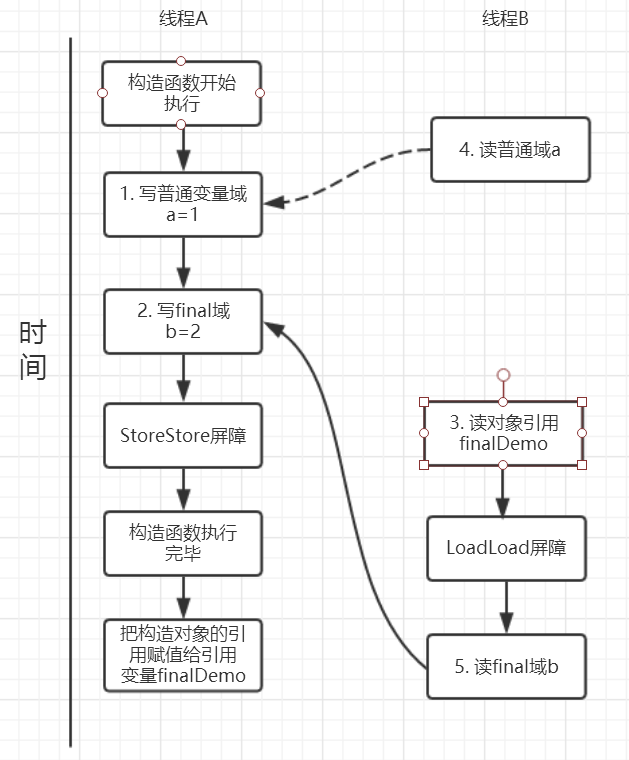 线程A
线程B
构造函数开始
执行
4. 读普通域a
1. 写普通变量域
a=1
2. 写final域
b=2
时
间
3. 读对象引用
finalDemo
StoreStore屏障
构造函数执行
完毕
LoadLoad屏障
把构造对象的引
用赋值给引用
变量finalDemo
5. 读final域b